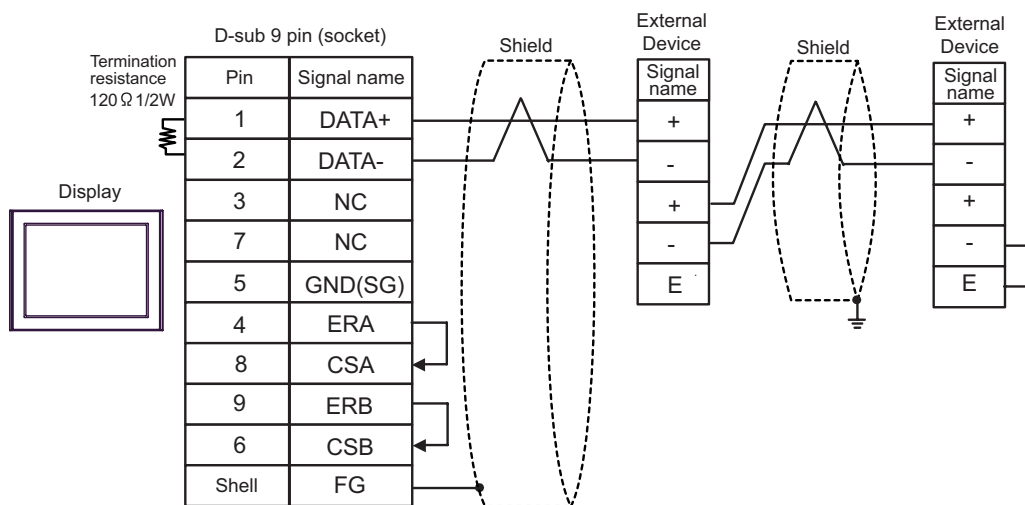 D-sub 9 pin (socket)
Termination
resistance
120 Ω 1/2W
Display
Pin Signal name
1 DATA+
2 DATA-
3 NC
7 NC
5 GND(SG)
4 ERA
8 CSA
9 ERB
6 CSB
Shell FG
Shield
External
Device
Signal
name
+
-
+
-
E
Shield
External
Device
Signal
name
+
-
+
-
E